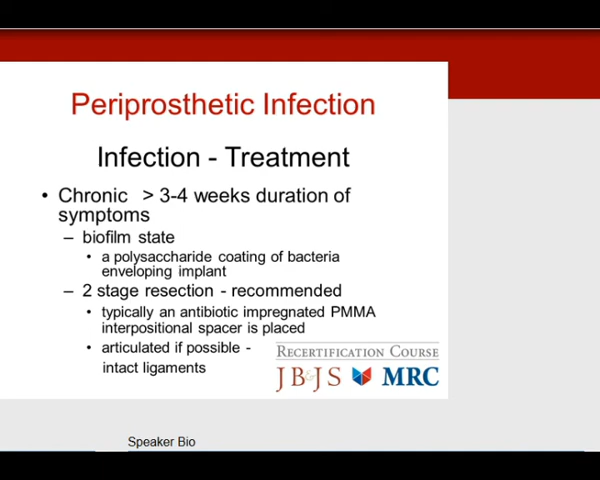 Periprosthetic Infection
Infection - Treatment
• Chronic > 3-4 weeks duration of
symptoms
– biofilm state
• a polysaccharide coating of bacteria
enveloping implant
– 2 stage resection - recommended
• typically an antibiotic impregnated PMMA
interpositional spacer is placed
• articulated if possible -
intact ligaments
RECERTIFICATION COURSE
JB&JS MRC
Speaker Bio